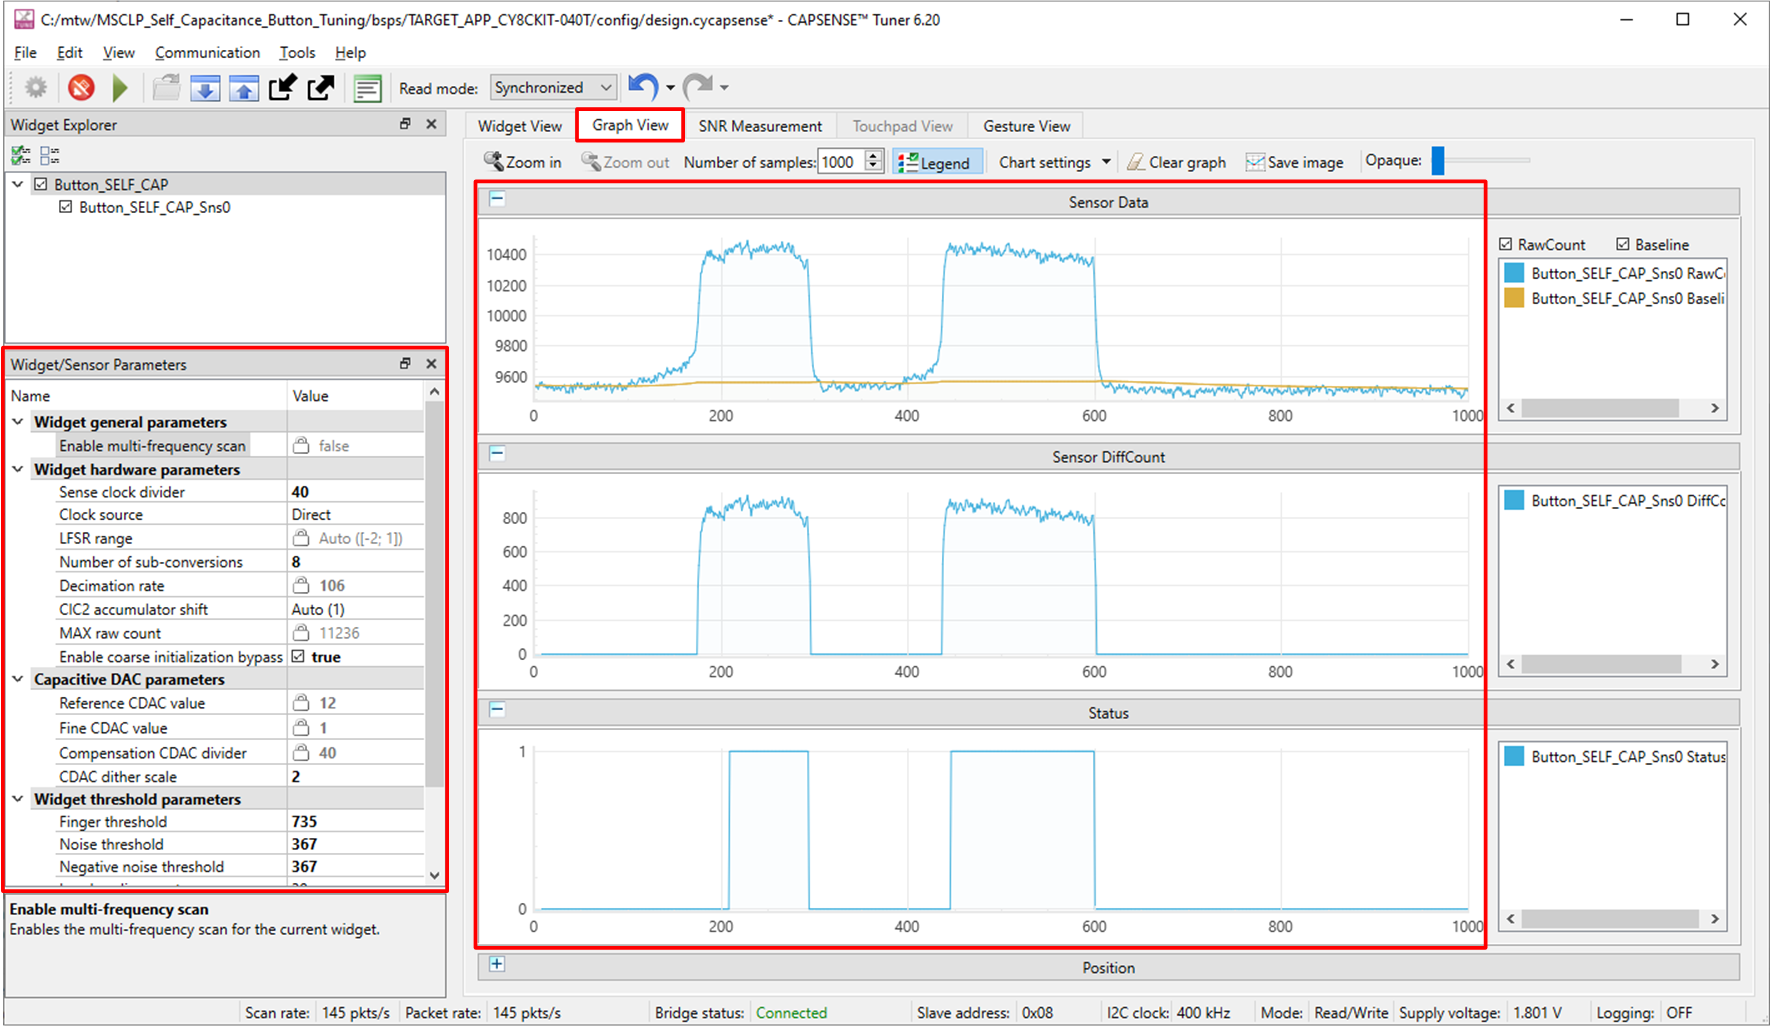 C:/mtw/MSCLP_Self_Capacitance_Button_Tuning/bsps/TARGET_APP_CY8CKIT-040T/config/design.cycapsense* - CAPSENSE™ Tuner 6.20
File Edit View Communication Tools Help
Read mode: Synchronized
Widget Explorer
Button_SELF_CAP
Button_SELF_CAP_Sns0
Widget/Sensor Parameters
Name Value
Widget general parameters
Enable multi-frequency scan false
Widget hardware parameters
Sense clock divider 40
Clock source Direct
LFSR range Auto ([-2; 1])
Number of sub-conversions 8
Decimation rate 106
CIC2 accumulator shift Auto (1)
MAX raw count 11236
Enable coarse initialization bypass true
Capacitive DAC parameters
Reference CDAC value 12
Fine CDAC value 1
Compensation CDAC divider 40
CDAC dither scale 2
Widget threshold parameters
Finger threshold 735
Noise threshold 367
Negative noise threshold 367
Enable multi-frequency scan
Enables the multi-frequency scan for the current widget.
Widget View Graph View SNR Measurement Touchpad View Gesture View
Zoom in Zoom out Number of samples: 1000 Legend Chart settings Clear graph Save image Opaque:
Sensor Data
10400
10200
10000
9800
9600
0 200 400 600 800 1000
RawCount Baseline
Button_SELF_CAP_Sns0 RawC
Button_SELF_CAP_Sns0 Baseli
Sensor DiffCount
800
600
400
200
0
0 200 400 600 800 1000
Button_SELF_CAP_Sns0 DiffCo
Status
1
0
0 200 400 600 800 1000
Button_SELF_CAP_Sns0 Status
Position
Scan rate: 145 pkts/s Packet rate: 145 pkts/s Bridge status: Connected Slave address: 0x08 I2C clock: 400 kHz Mode: Read/Write Supply voltage: 1.801 V Logging: OFF